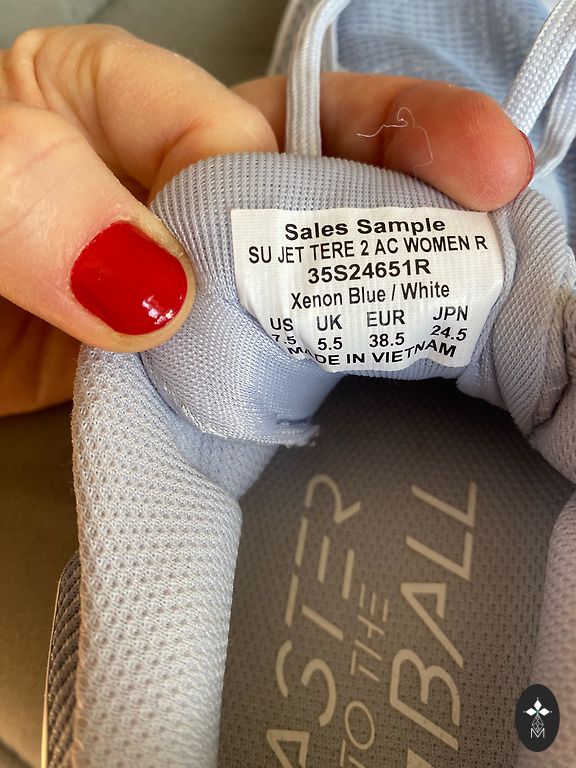 Sales Sample
SU JET TERE 2 AC WOMEN R
35S24651R
Xenon Blue / White
US UK EUR JPN
7.5 5.5 38.5 24.5
MADE IN VIETNAM
ASTER
TO THE
BALL
M